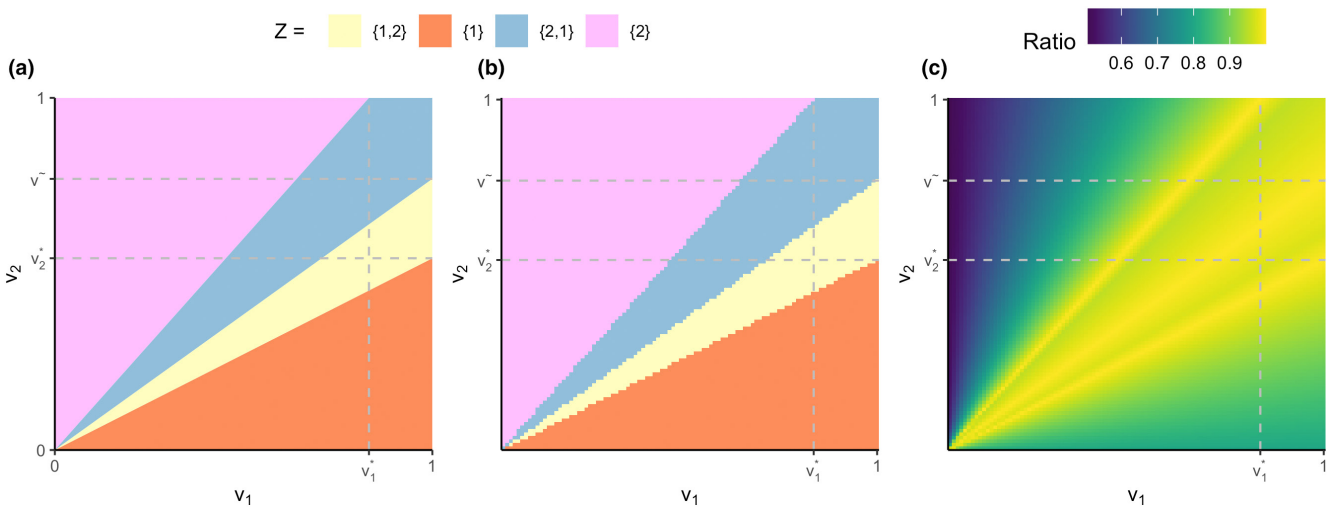 Z = {1,2} {1} {2,1} {2}
Ratio
0.6 0.7 0.8 0.9
(a) (b) (c)
1
v~
v2*
0
v2
0 v1* 1
v1
1
v~
v2*
v2
v1* 1
v1
1
v~
v2*
v2
v1* 1
v1